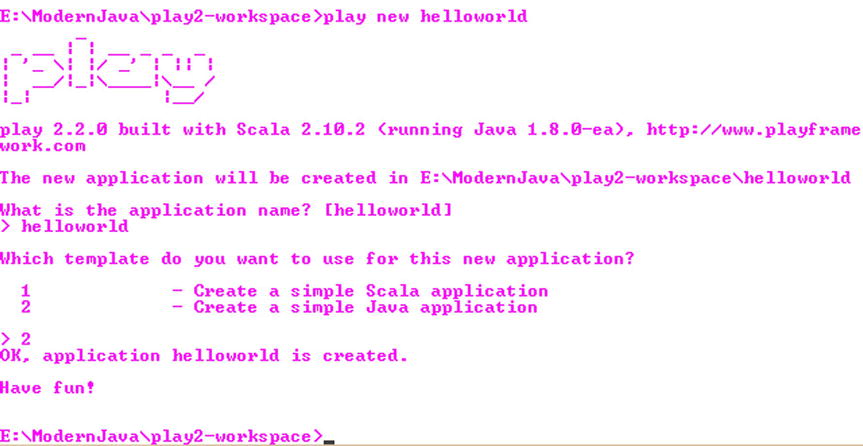 E:\ModernJava\play2-workspace>play new helloworld
play
play 2.2.0 built with Scala 2.10.2 (running Java 1.8.0-ea), http://www.playframe
work.com
The new application will be created in E:\ModernJava\play2-workspace\helloworld
What is the application name? [helloworld]
> helloworld
Which template do you want to use for this new application?
1 - Create a simple Scala application
2 - Create a simple Java application
> 2
OK, application helloworld is created.
Have fun!
E:\ModernJava\play2-workspace>